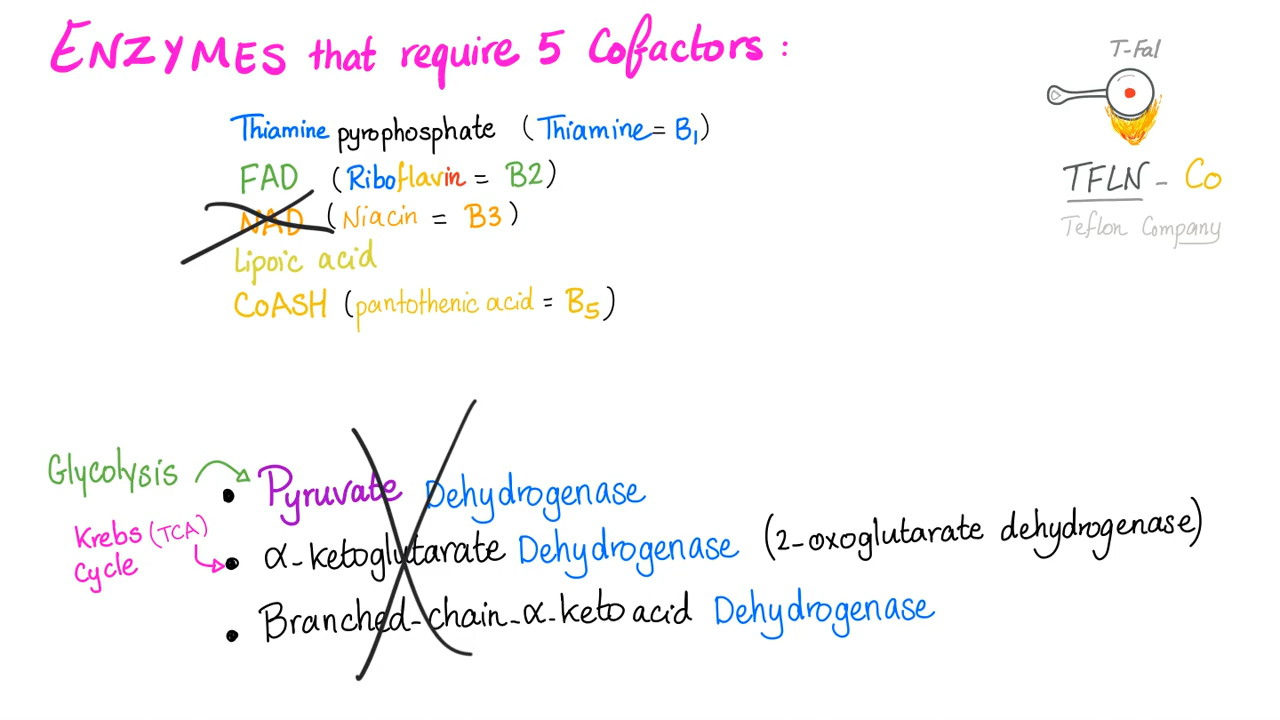 ENZYMES that require 5 Cofactors :
T-Fal
Thiamine pyrophosphate (Thiamine = B1)
FAD (Riboflavin = B2)
NAD (Niacin = B3)
Lipoic acid
CoASH (pantothenic acid = B5)
TFLN - Co
Teflon Company
Glycolysis
Pyruvate Dehydrogenase
Krebs (TCA)
Cycle
α-ketoglutarate Dehydrogenase (2-oxoglutarate dehydrogenase)
Branched-chain-α-keto acid Dehydrogenase